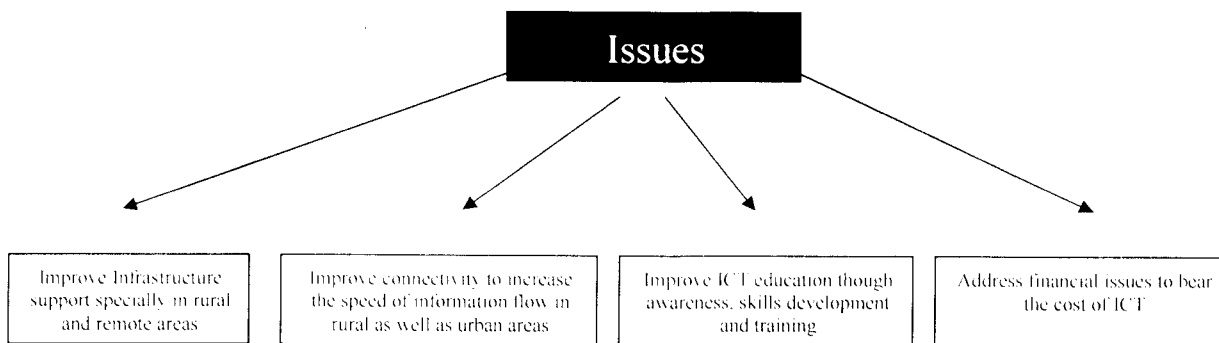 Issues
Improve Infrastructure
support specially in rural
and remote areas
Improve connectivity to increase
the speed of information flow in
rural as well as urban areas
Improve ICT education though
awareness, skills development
and training
Address financial issues to bear
the cost of ICT